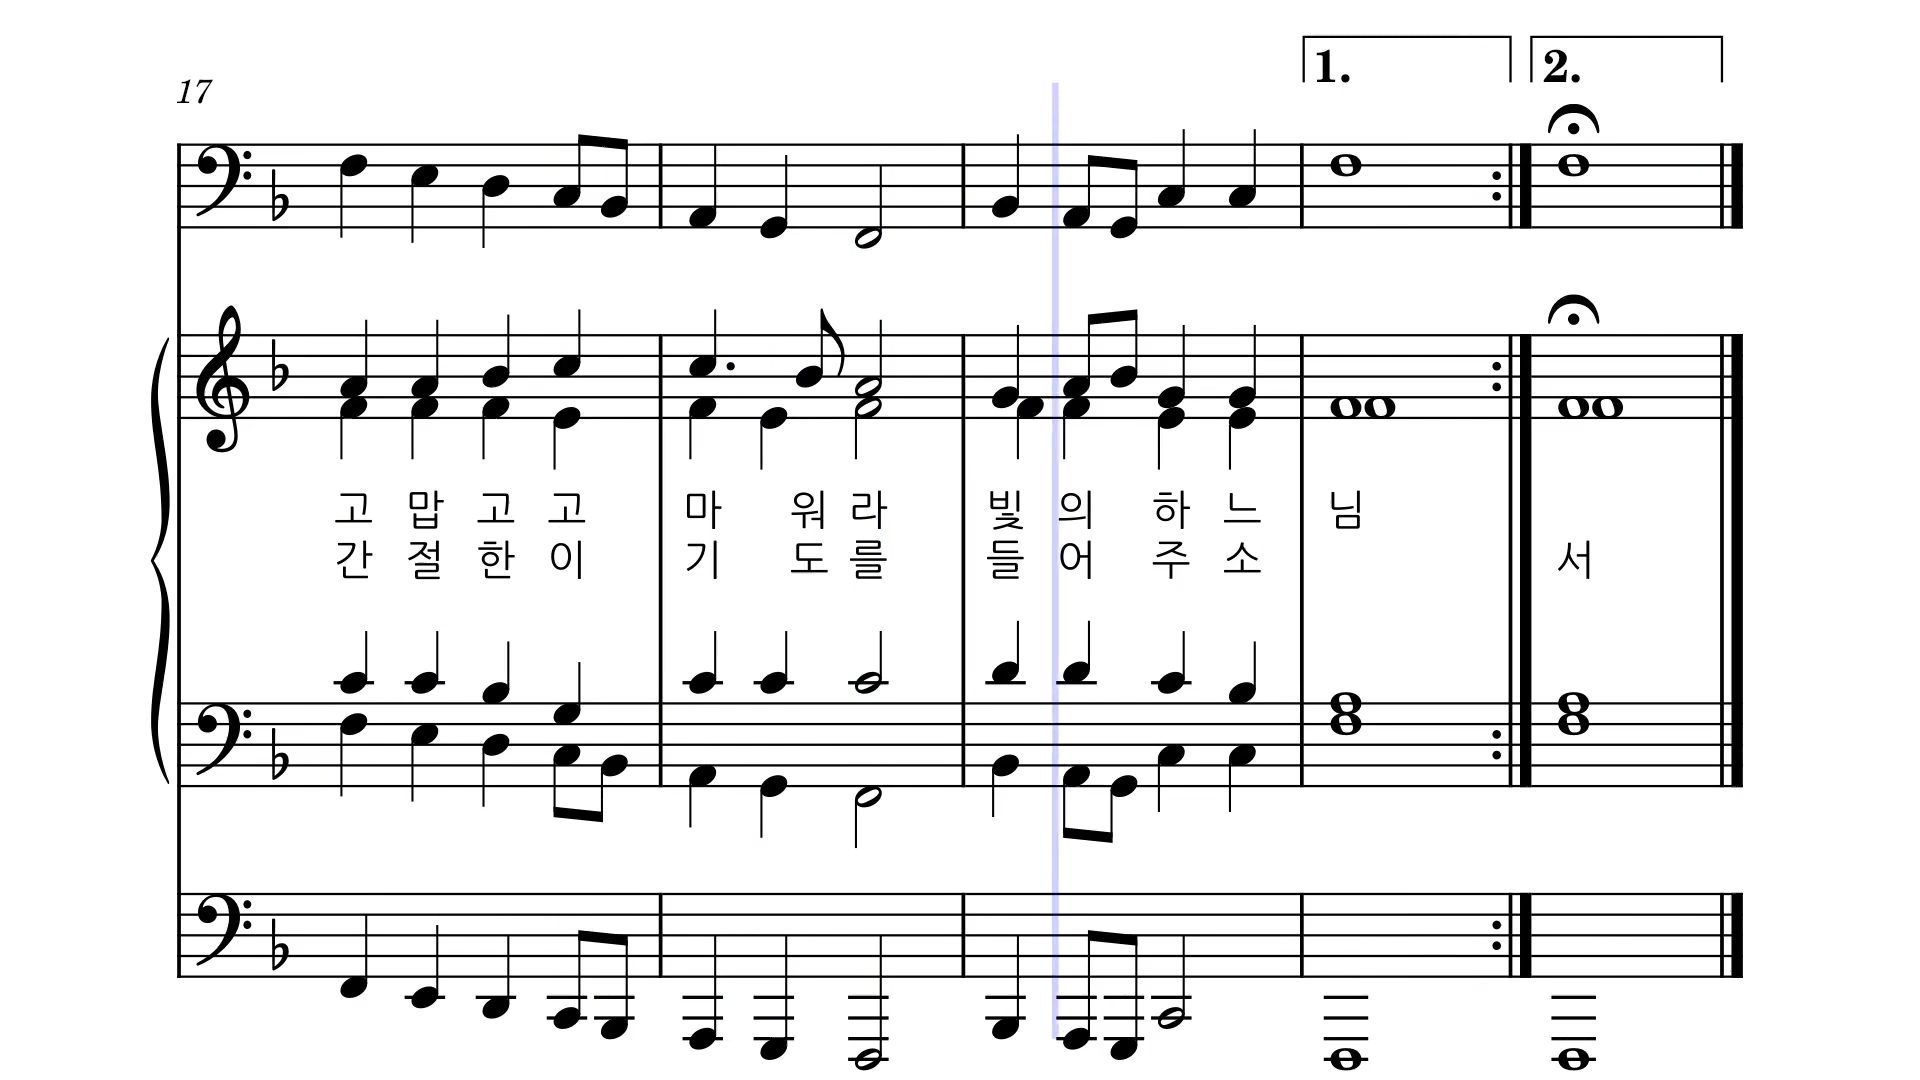 1. 2.
17
고 맙 고 고 마 워 라 빛 의 하 느 님
간 절 한 이 기 도 를 들 어 주 소 서